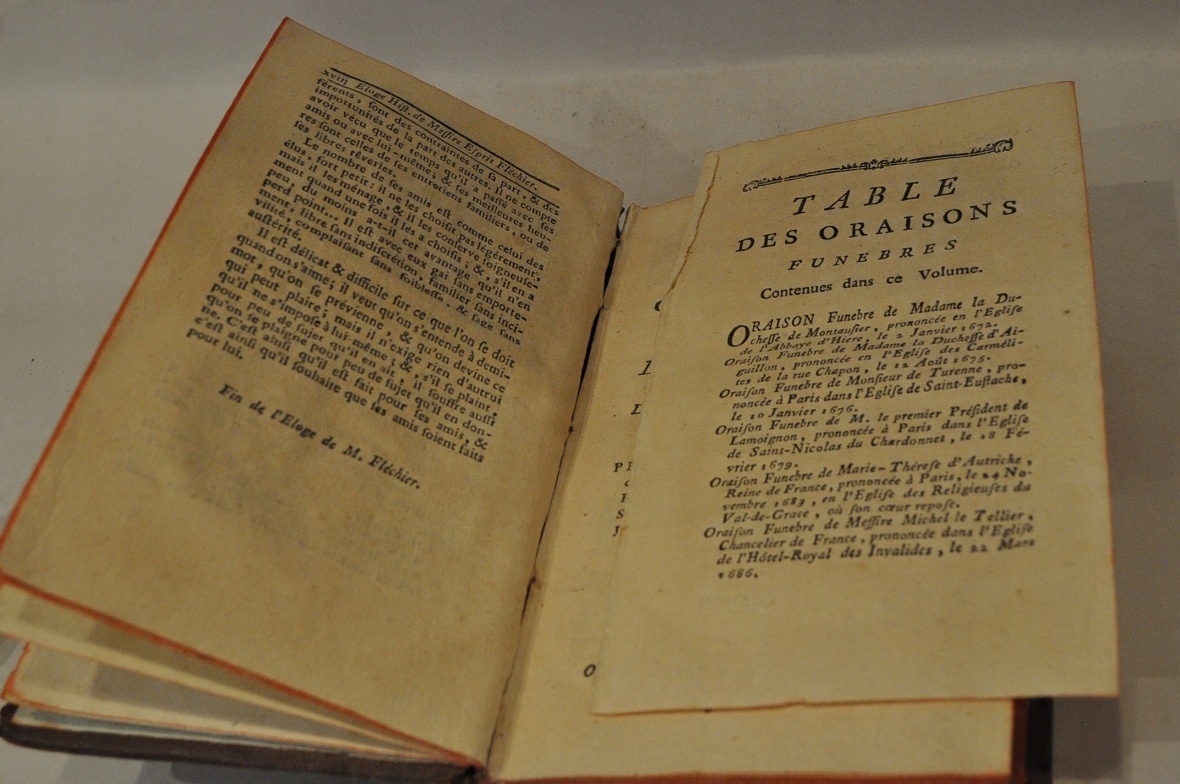 xviij Eloge Hiſt. de Meſſire Eſprit Fléchier.
férents, ſont des contraintes de ſa part, & des
importunités de la part des autres. Il ne compte
avoir vécu que le temps qu'il a paſſé avec ſes
amis ou avec lui-même, & ſes meilleures heu-
res ſont celles de ſes entretiens familiers, ou de
ſes libres rêveries.
Le nombre de ſes amis eſt comme celui des
élus, fort petit: il ne les choiſit pas légèrement,
mais il les ménage, & il les conſerve ſoigneuſe-
ment quand une fois il les a choiſis; & s'il en a
peu, du moins a-t-il cet avantage, qu'il n'en
perd point... Il eſt avec eux gai ſans emporte-
ment, libre ſans indiſcrétion, familier ſans inci-
vilité, complaiſant ſans foibleſſe, & ſage ſans
auſtérité.
Il eſt délicat & difficile ſur ce que l'on ſe doit
quand on s'aime; il veut qu'on s'entende à demi-
mot, qu'on ſe prévienne, & qu'on devine ce
qui peut plaire; mais il n'exige rien d'autrui
qu'il ne s'impoſe à lui-même; & s'il ſe plaint
pour peu de ſujet qu'il en ait, il ſouffre auſſi
qu'on ſe plaigne pour peu de ſujet qu'il en don-
ne. C'eſt ainſi qu'il eſt fait pour ſes amis, &
c'eſt ainſi qu'il ſouhaite que ſes amis ſoient faits
pour lui.
Fin de l'Eloge de M. Fléchier.
P
S
J
O
TABLE
DES ORAISONS
FUNEBRES
Contenues dans ce Volume.
ORAISON Funebre de Madame la Du-
cheſſe de Montauſier, prononcée en l'Egliſe
de l'Abbaye d'Hiere, le 2 Janvier 1672.
Oraiſon Funebre de Madame la Ducheſſe d'Ai-
guillon, prononcée en l'Egliſe des Carméli-
tes de la rue Chapon, le 12 Août 1675.
Oraiſon Funebre de Monſieur de Turenne, pro-
noncée à Paris dans l'Egliſe de Saint-Euſtache,
le 10 Janvier 1676.
Oraiſon Funebre de M. le premier Préſident de
Lamoignon, prononcée à Paris dans l'Egliſe
de Saint-Nicolas du Chardonnet, le 18 Fé-
vrier 1679.
Oraiſon Funebre de Marie-Thérèſe d'Autriche,
Reine de France, prononcée à Paris, le 24 No-
vembre 1683, en l'Egliſe des Religieuſes du
Val-de-Grace, où ſon cœur repoſe.
Oraiſon Funebre de Meſſire Michel le Tellier,
Chancelier de France, prononcée dans l'Egliſe
de l'Hôtel-Royal des Invalides, le 22 Mars
1686.